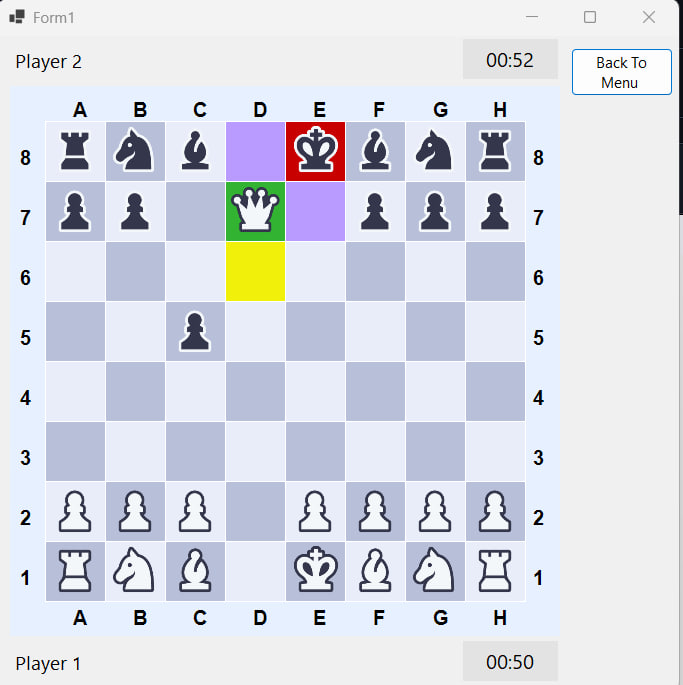 Form1
Player 2
00:52
Back To
Menu
A B C D E F G H
8 8
7 7
6 6
5 5
4 4
3 3
2 2
1 1
A B C D E F G H
Player 1
00:50